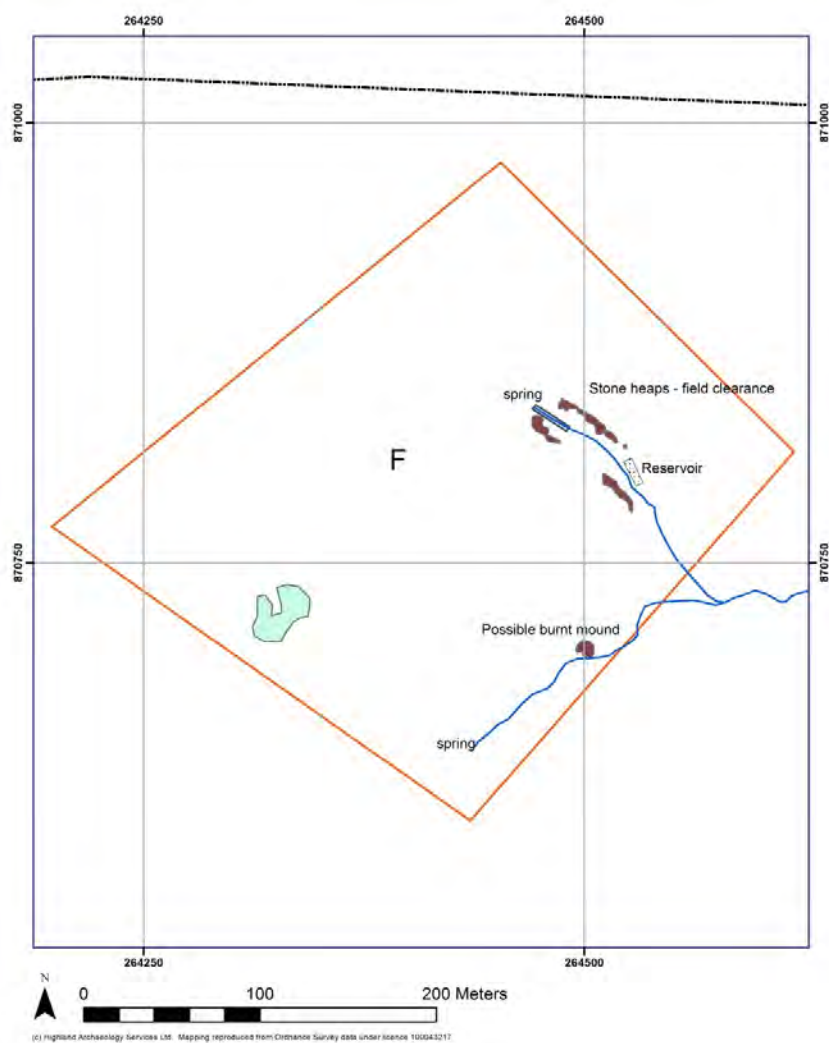 264250 264500
871000 871000
Stone heaps - field clearance
spring
F
Reservoir
870750 870750
Possible burnt mound
spring
264250 264500
N
0 100 200 Meters
(c) Highland Archaeology Services Ltd. Mapping reproduced from Ordnance Survey data under licence 100043217